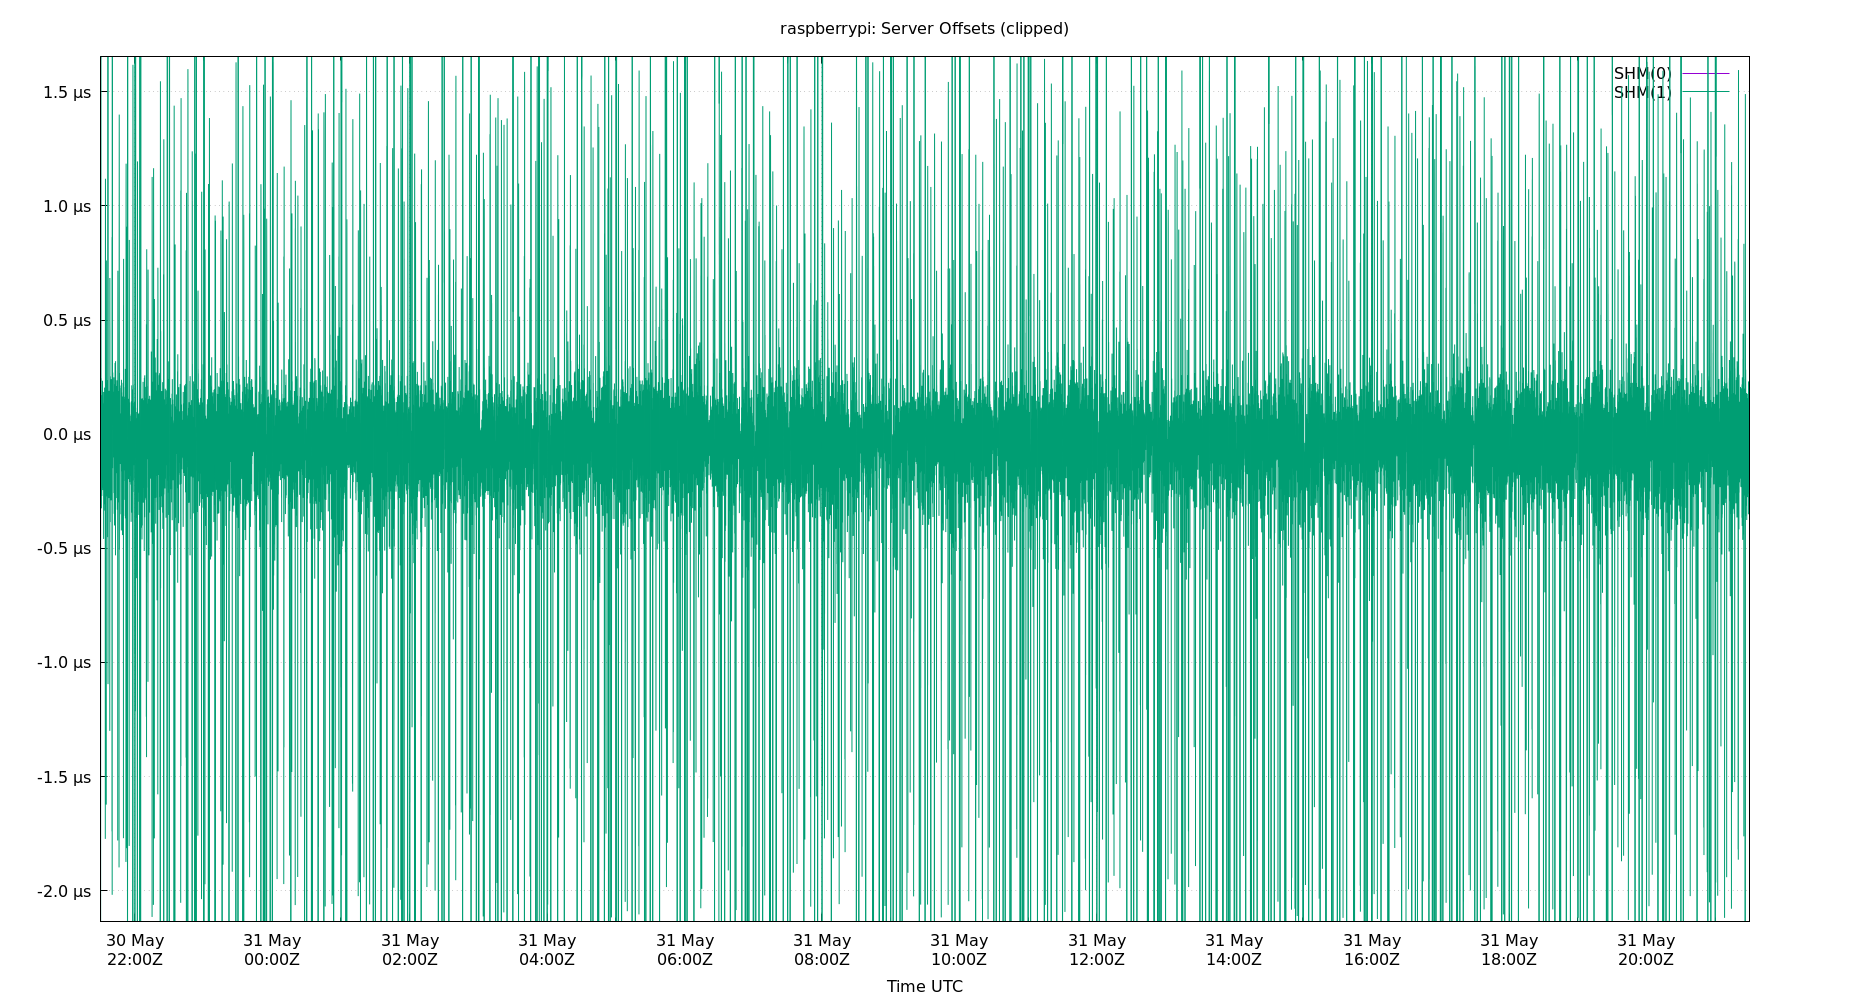 raspberrypi: Server Offsets (clipped)
SHM(0)
SHM(1)
1.5 µs
1.0 µs
0.5 µs
0.0 µs
-0.5 µs
-1.0 µs
-1.5 µs
-2.0 µs
30 May 31 May 31 May 31 May 31 May 31 May 31 May 31 May 31 May 31 May 31 May 31 May
22:00Z 00:00Z 02:00Z 04:00Z 06:00Z 08:00Z 10:00Z 12:00Z 14:00Z 16:00Z 18:00Z 20:00Z
Time UTC